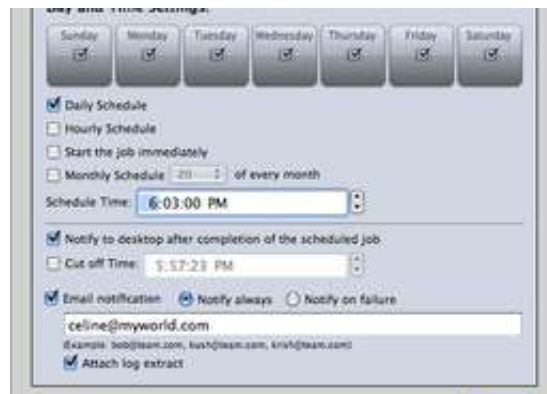 Day and Time Settings:
Sunday Monday Tuesday Wednesday Thursday Friday Saturday
Daily Schedule
Hourly Schedule
Start the job immediately
Monthly Schedule 20 of every month
Schedule Time: 6:03:00 PM
Notify to desktop after completion of the scheduled job
Cut off Time: 5:57:23 PM
Email notification Notify always Notify on failure
celine@myworld.com
(Example: bob@team.com, kush@team.com, krish@team.com)
Attach log extract